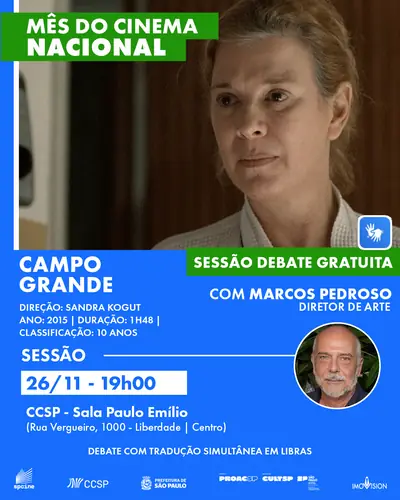 MÊS DO CINEMA
NACIONAL
SESSÃO DEBATE GRATUITA
COM MARCOS PEDROSO
DIRETOR DE ARTE
CAMPO
GRANDE
DIREÇÃO: SANDRA KOGUT
ANO: 2015 | DURAÇÃO: 1H48 |
CLASSIFICAÇÃO: 10 ANOS
SESSÃO
26/11 - 19h00
CCSP - Sala Paulo Emílio
(Rua Vergueiro, 1000 - Liberdade | Centro)
DEBATE COM TRADUÇÃO SIMULTÂNEA EM LIBRAS
spcine
CCSP
PREFEITURA DE
SÃO PAULO
PROAC
CULTSP
IMOVISION